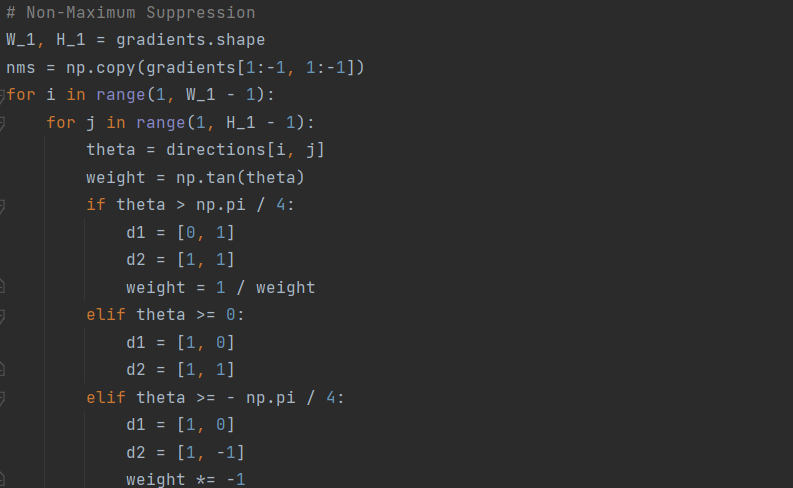 # Non-Maximum Suppression
W_1, H_1 = gradients.shape
nms = np.copy(gradients[1:-1, 1:-1])
for i in range(1, W_1 - 1):
    for j in range(1, H_1 - 1):
        theta = directions[i, j]
        weight = np.tan(theta)
        if theta > np.pi / 4:
            d1 = [0, 1]
            d2 = [1, 1]
            weight = 1 / weight
        elif theta >= 0:
            d1 = [1, 0]
            d2 = [1, 1]
        elif theta >= - np.pi / 4:
            d1 = [1, 0]
            d2 = [1, -1]
            weight *= -1